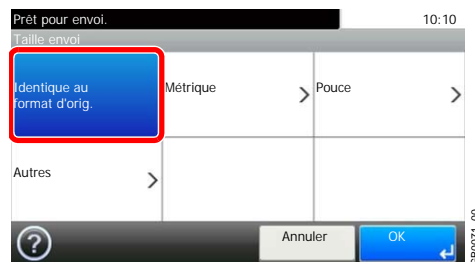 Prêt pour envoi.
10:10
Taille envoi
Identique au
format d'orig.
Métrique
Pouce
Autres
?
Annuler
OK